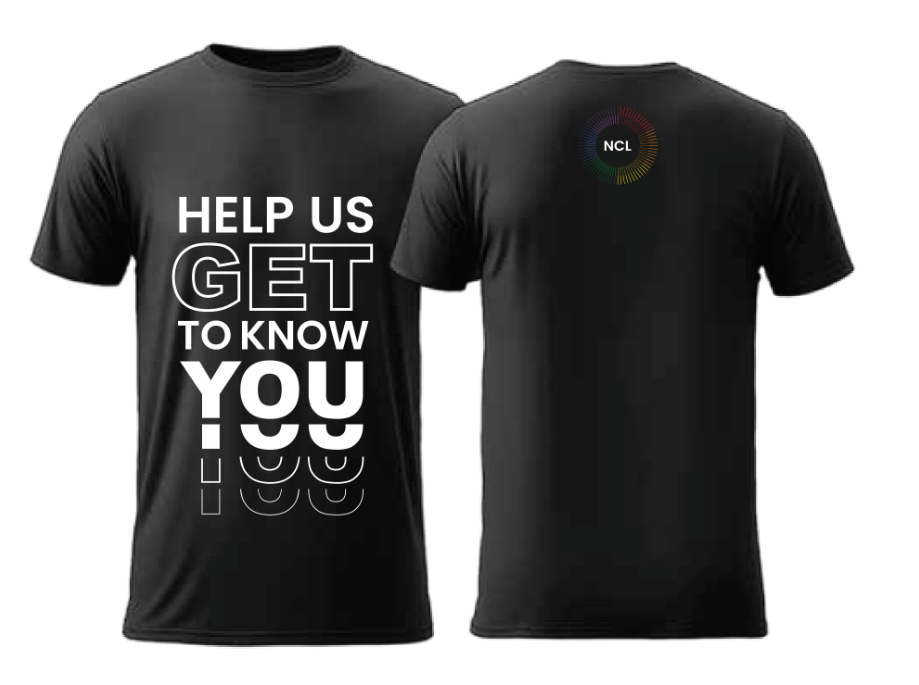 HELP US
GET
TO KNOW
YOU
NCL